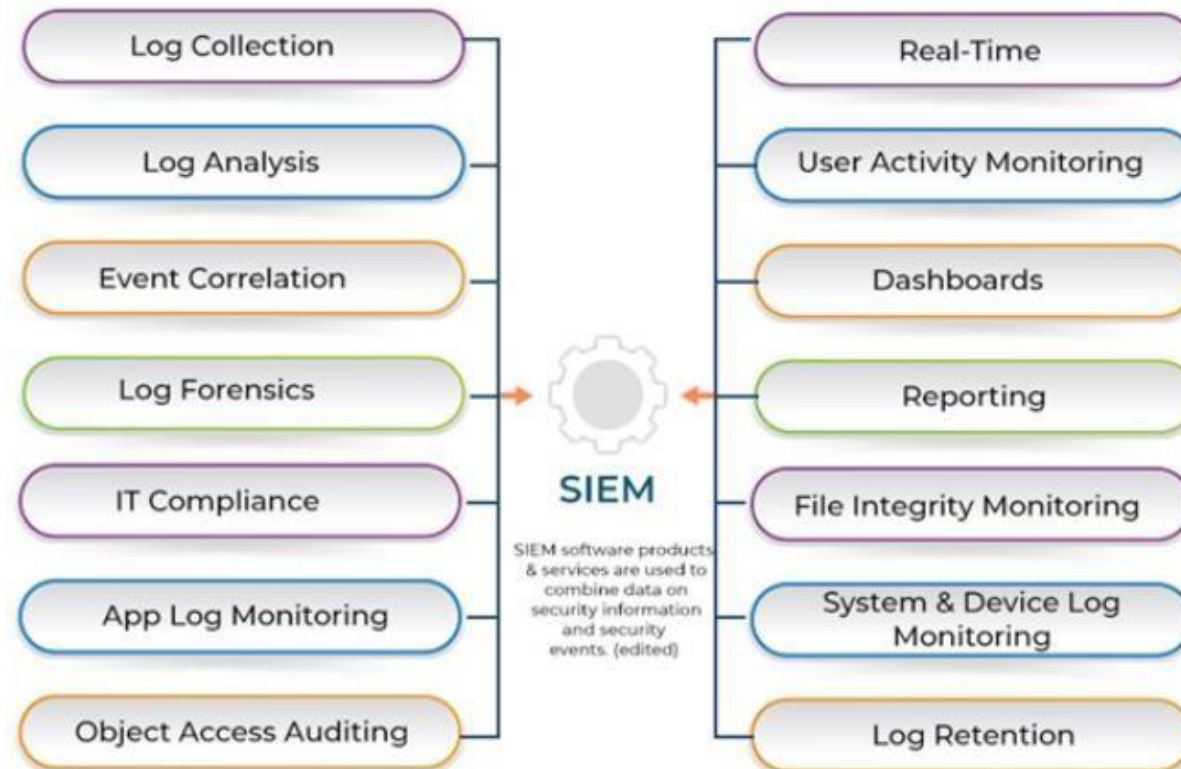 Log Collection
Log Analysis
Event Correlation
Log Forensics
IT Compliance
App Log Monitoring
Object Access Auditing
SIEM
SIEM software products
& services are used to
combine data on
security information
and security
events. (edited)
Real-Time
User Activity Monitoring
Dashboards
Reporting
File Integrity Monitoring
System & Device Log
Monitoring
Log Retention